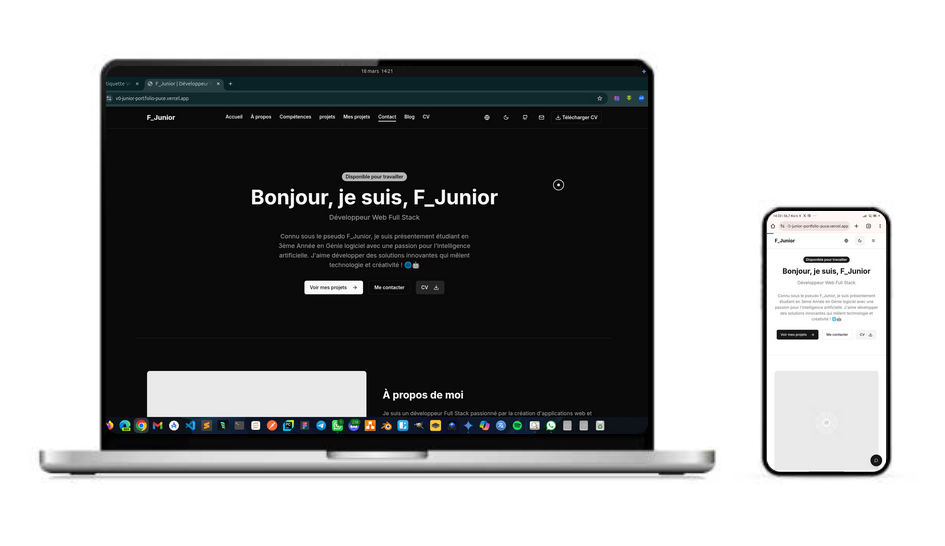 18 mars 14:21
tiquette
F_Junior | Développeur
v0-junior-portfolio-puce.vercel.app
F_Junior
Accueil À propos Compétences projets Mes projets Contact Blog CV
Télécharger CV
Disponible pour travailler
Bonjour, je suis, F_Junior
Développeur Web Full Stack
Connu sous le pseudo F_Junior, je suis présentement étudiant en
3ème Année en Génie logiciel avec une passion pour l'intelligence
artificielle. J'aime développer des solutions innovantes qui mêlent
technologie et créativité ! 🌐🤖
Voir mes projets
Me contacter
CV
À propos de moi
Je suis un développeur Full Stack passionné par la création d'applications web et
0-junior-portfolio-puce.vercel.app
F_Junior
Disponible pour travailler
Bonjour, je suis, F_Junior
Développeur Web Full Stack
Connu sous le pseudo F_Junior, je suis présentement
étudiant en 3ème Année en Génie logiciel avec une
passion pour l'intelligence artificielle. J'aime développer
des solutions innovantes qui mêlent technologie et
créativité ! 🌐🤖
Voir mes projets
Me contacter
CV